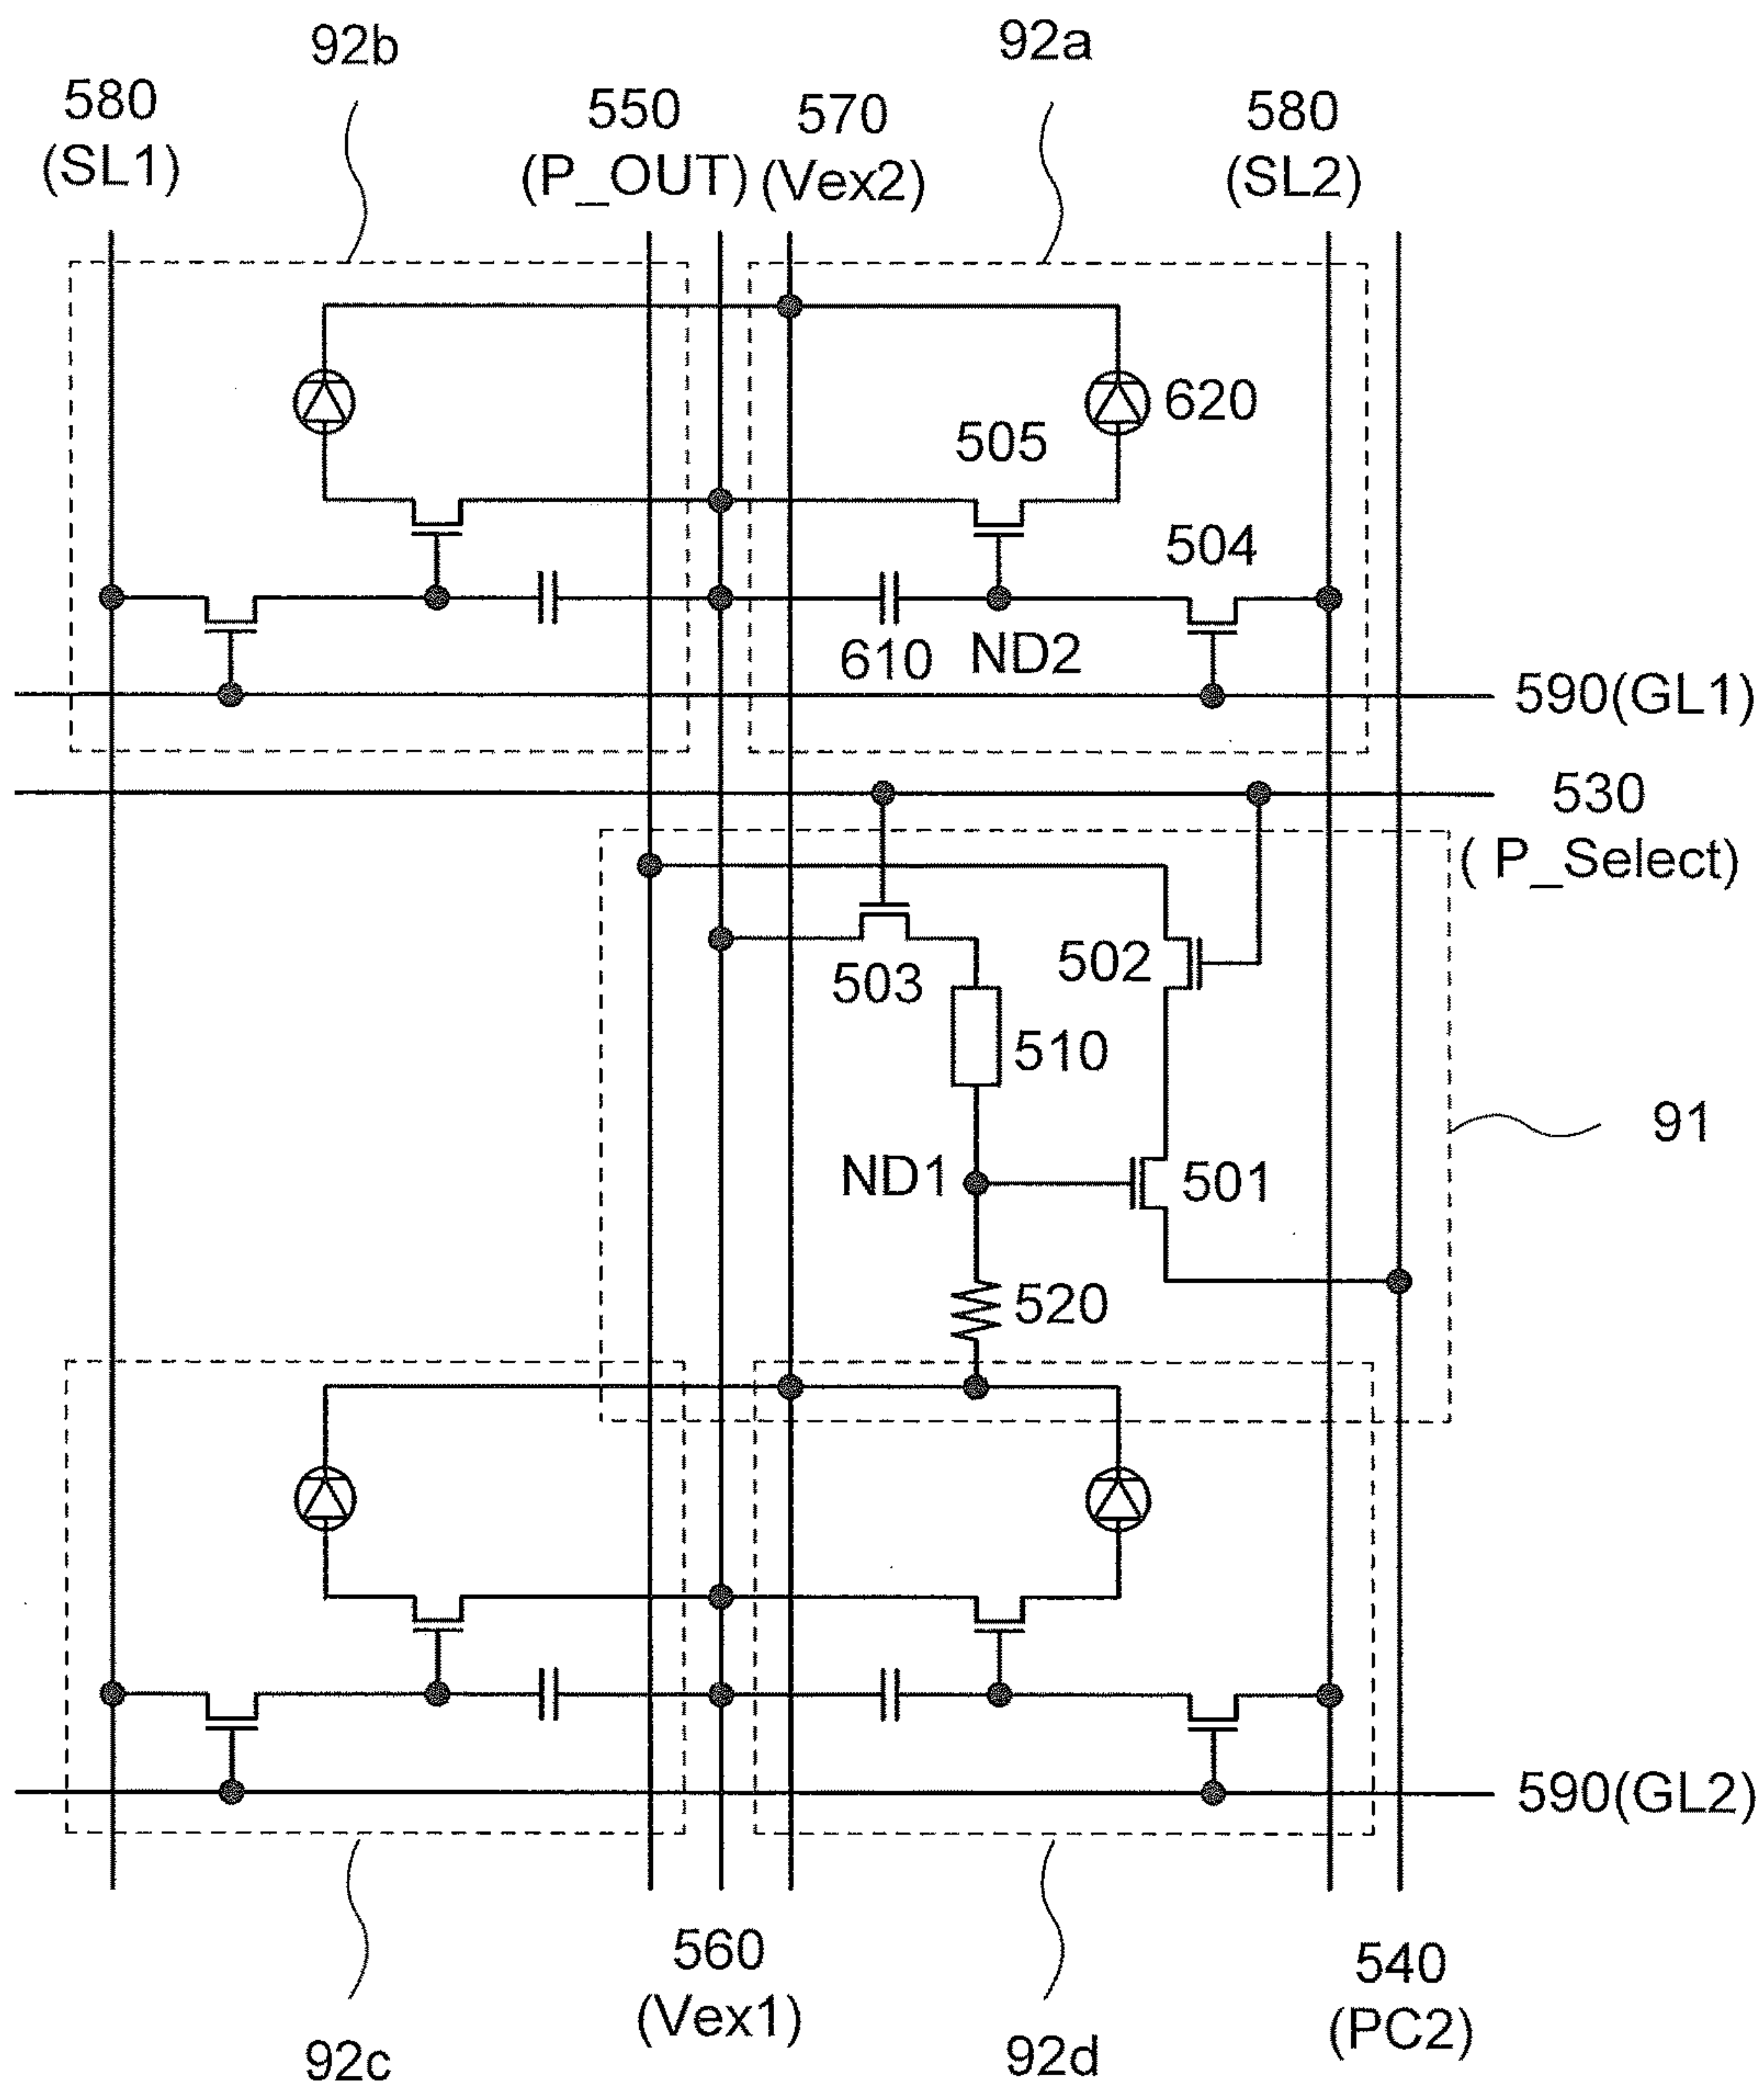 92b
92a
580
(SL1)
550
(P_OUT)
570
(Vex2)
580
(SL2)
620
505
504
610
ND2
590(GL1)
530
( P_Select)
502
503
510
91
ND1
501
520
590(GL2)
560
(Vex1)
540
(PC2)
92c
92d